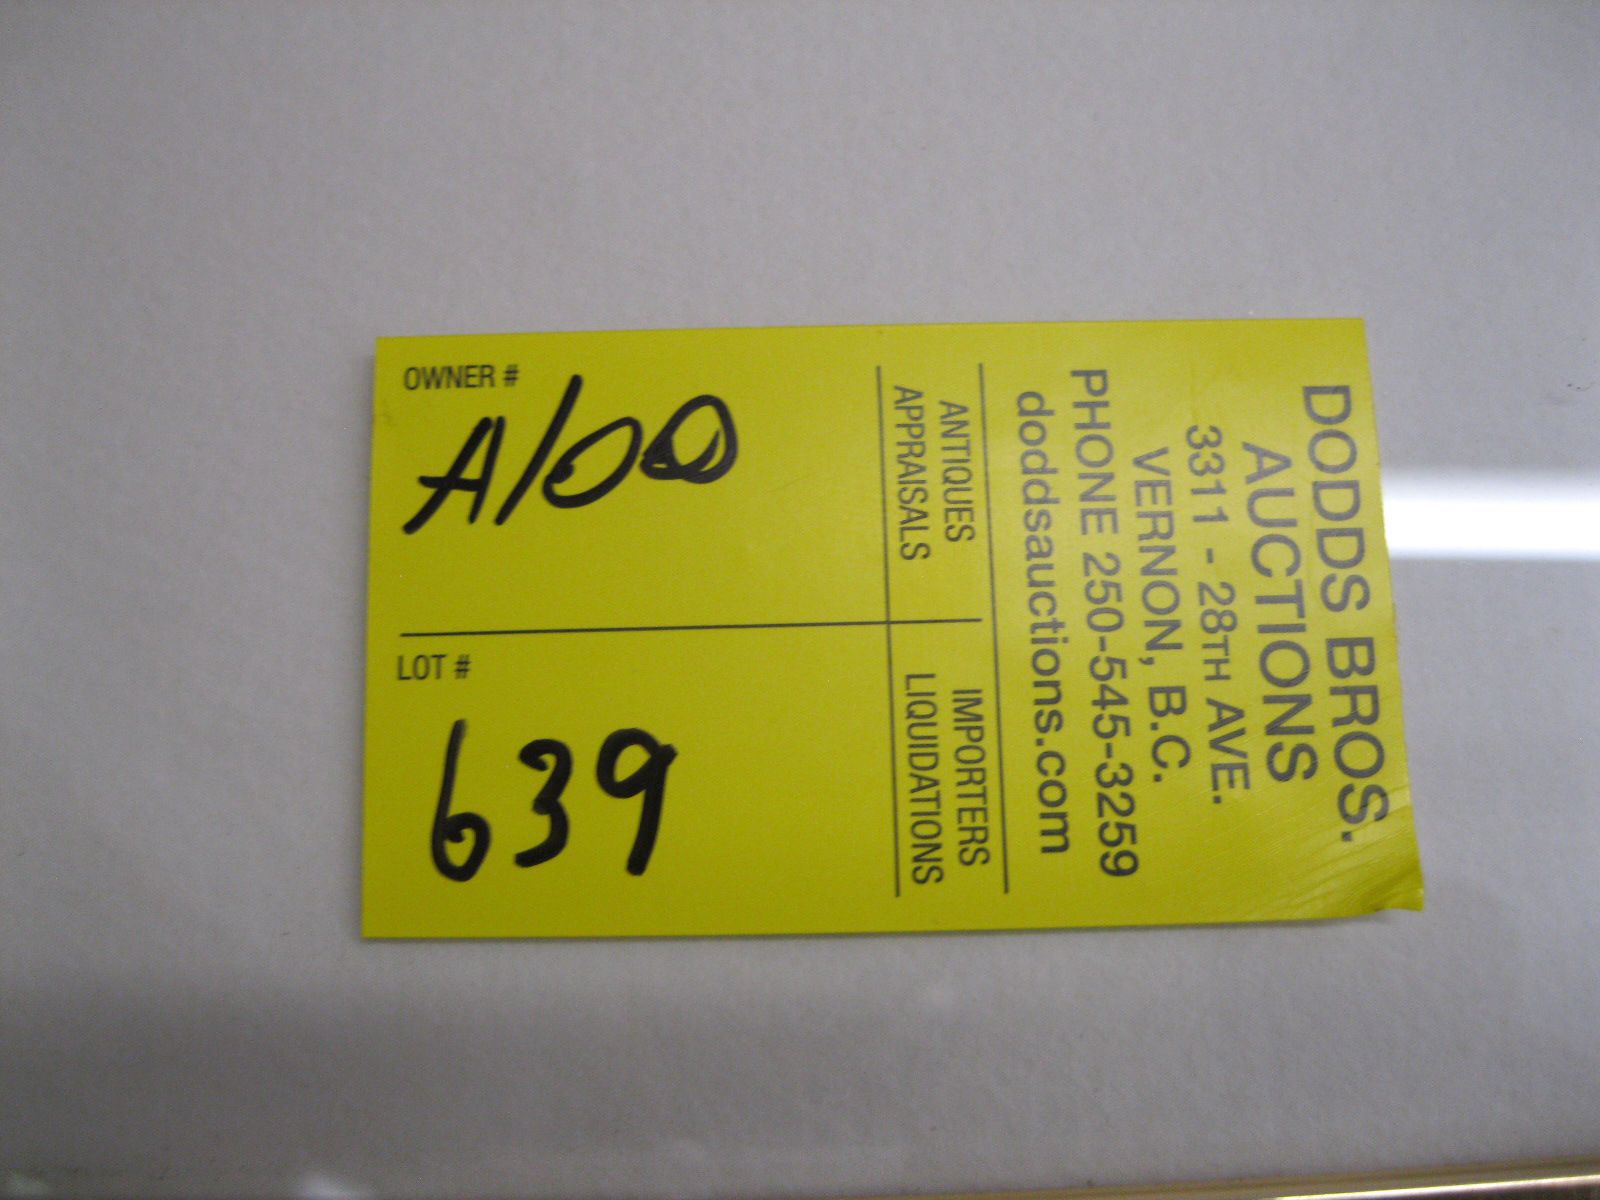 DODDS BROS.
AUCTIONS
3311 - 28TH AVE.
VERNON, B.C.
PHONE 250-545-3259
doddsauctions.com
ANTIQUES
APPRAISALS
IMPORTERS
LIQUIDATIONS
OWNER #
A100
LOT #
639